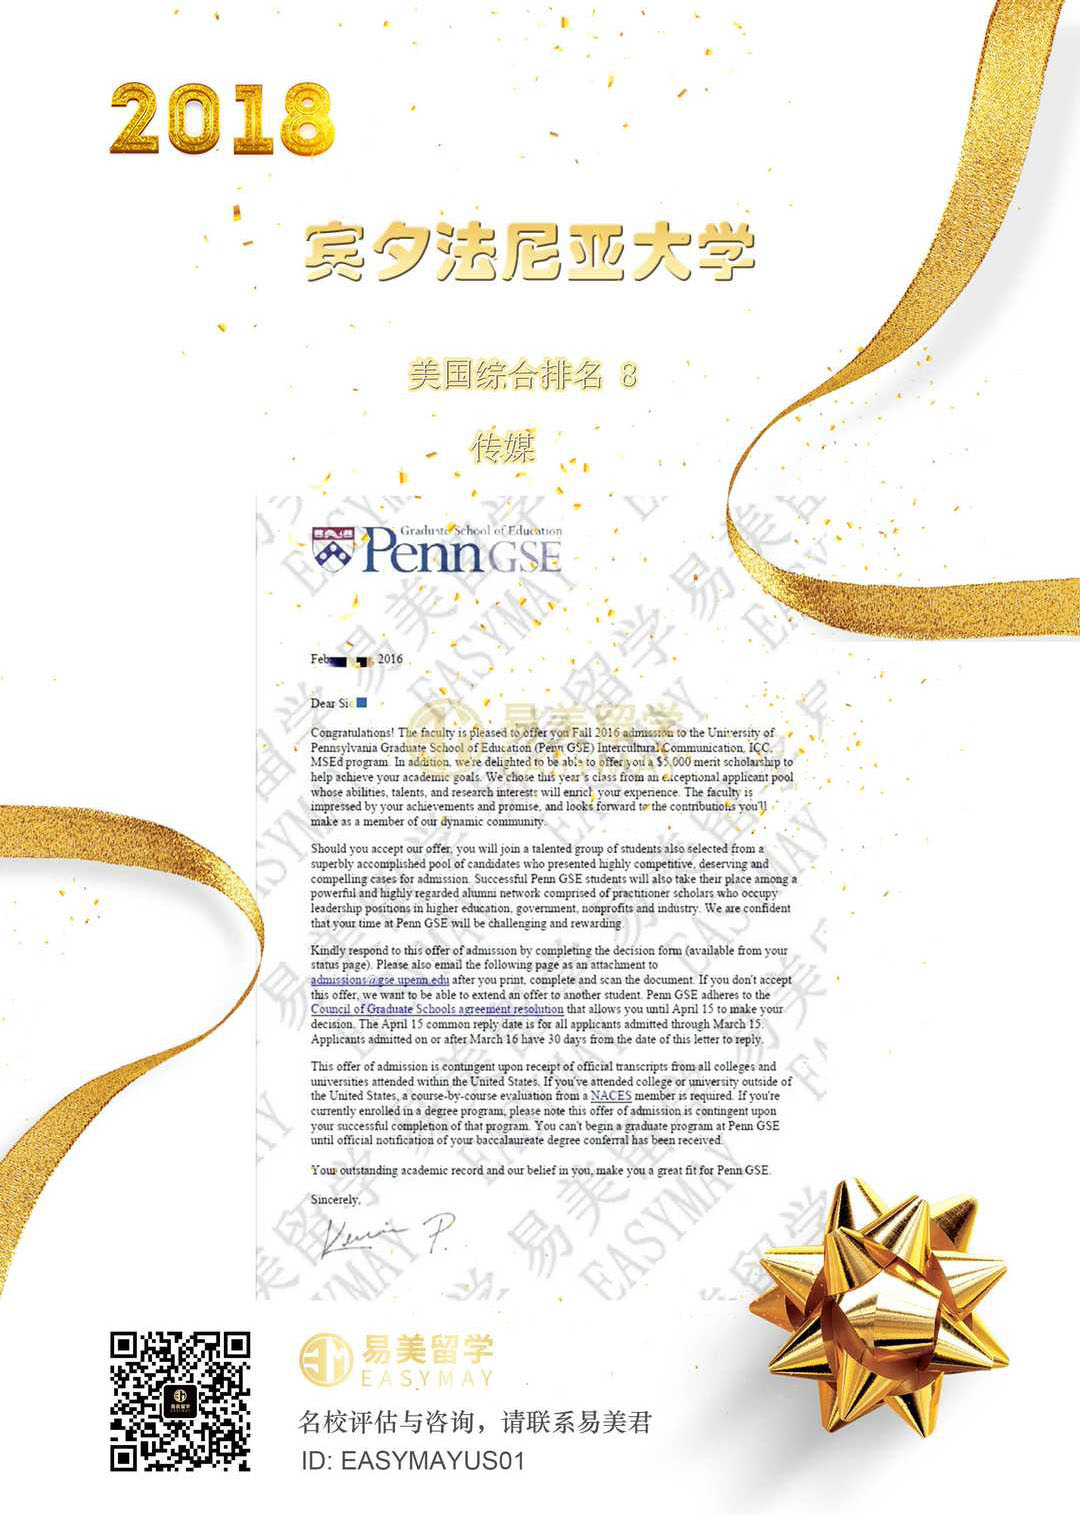 2018
宾夕法尼亚大学
美国综合排名 8
传媒
Graduate School of Education
Penn GSE
2016
Dear
Congratulations! The faculty is pleased to offer you Fall 2016 admission to the University of
Pennsylvania Graduate School of Education (Penn GSE) Intercultural Communication, ICC,
MSEd program. In addition, we're delighted to be able to offer you a $5,000 merit scholarship to
help achieve your academic goals. We chose this year's class from an exceptional applicant pool
whose abilities, talents, and research interests will enrich your experience. The faculty is
impressed by your achievements and promise, and looks forward to the contributions you'll
make as a member of our dynamic community.
Should you accept our offer, you will join a talented group of students also selected from a
superbly accomplished pool of candidates who presented highly competitive, deserving and
compelling cases for admission. Successful Penn GSE students will also take their place among a
powerful and highly regarded alumni network comprised of practitioner scholars who occupy
leadership positions in higher education, government, nonprofits and industry. We are confident
that your time at Penn GSE will be challenging and rewarding.
Kindly respond to this offer of admission by completing the decision form (available from your
status page). Please also email the following page as an attachment to
admissions@gse.upenn.edu after you print, complete and scan the document. If you don't accept
this offer, we want to be able to extend an offer to another student. Penn GSE adheres to the
Council of Graduate Schools agreement resolution that allows you until April 15 to make your
decision. The April 15 common reply date is for all applicants admitted through March 15.
Applicants admitted on or after March 16 have 30 days from the date of this letter to reply.
This offer of admission is contingent upon receipt of official transcripts from all colleges and
universities attended within the United States. If you've attended college or university outside of
the United States, a course-by-course evaluation from a NACES member is required. If you're
currently enrolled in a degree program, please note this offer of admission is contingent upon
your successful completion of that program. You can't begin a graduate program at Penn GSE
until official notification of your baccalaureate degree conferral has been received.
Your outstanding academic record and our belief in you, make you a great fit for Penn GSE.
Sincerely,
易美留学
EASYMAY
名校评估与咨询，请联系易美君
ID: EASYMAYUS01